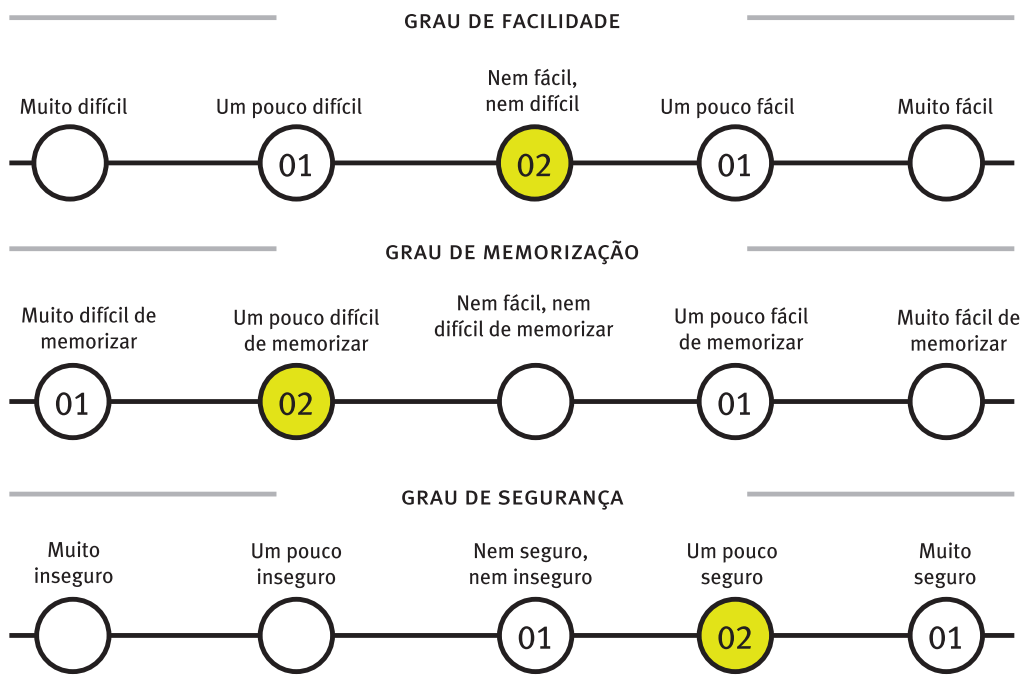 GRAU DE FACILIDADE
Muito difícil
Um pouco difícil
Nem fácil,
nem difícil
Um pouco fácil
Muito fácil
01
02
01
GRAU DE MEMORIZAÇÃO
Muito difícil de
memorizar
Um pouco difícil
de memorizar
Nem fácil, nem
difícil de memorizar
Um pouco fácil
de memorizar
Muito fácil de
memorizar
01
02
01
GRAU DE SEGURANÇA
Muito
inseguro
Um pouco
inseguro
Nem seguro,
nem inseguro
Um pouco
seguro
Muito
seguro
01
02
01